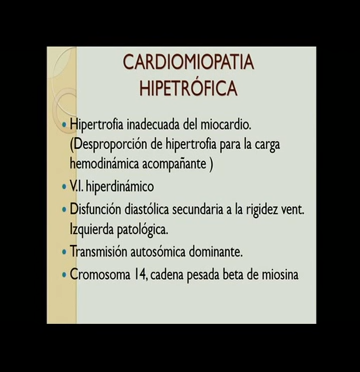 CARDIOMIOPATIA
HIPETRÓFICA
• Hipertrofia inadecuada del miocardio.
(Desproporción de hipertrofia para la carga
hemodinámica acompañante )
• V.I. hiperdinámico
• Disfunción diastólica secundaria a la rigidez vent.
Izquierda patológica.
• Transmisión autosómica dominante.
• Cromosoma 14, cadena pesada beta de miosina